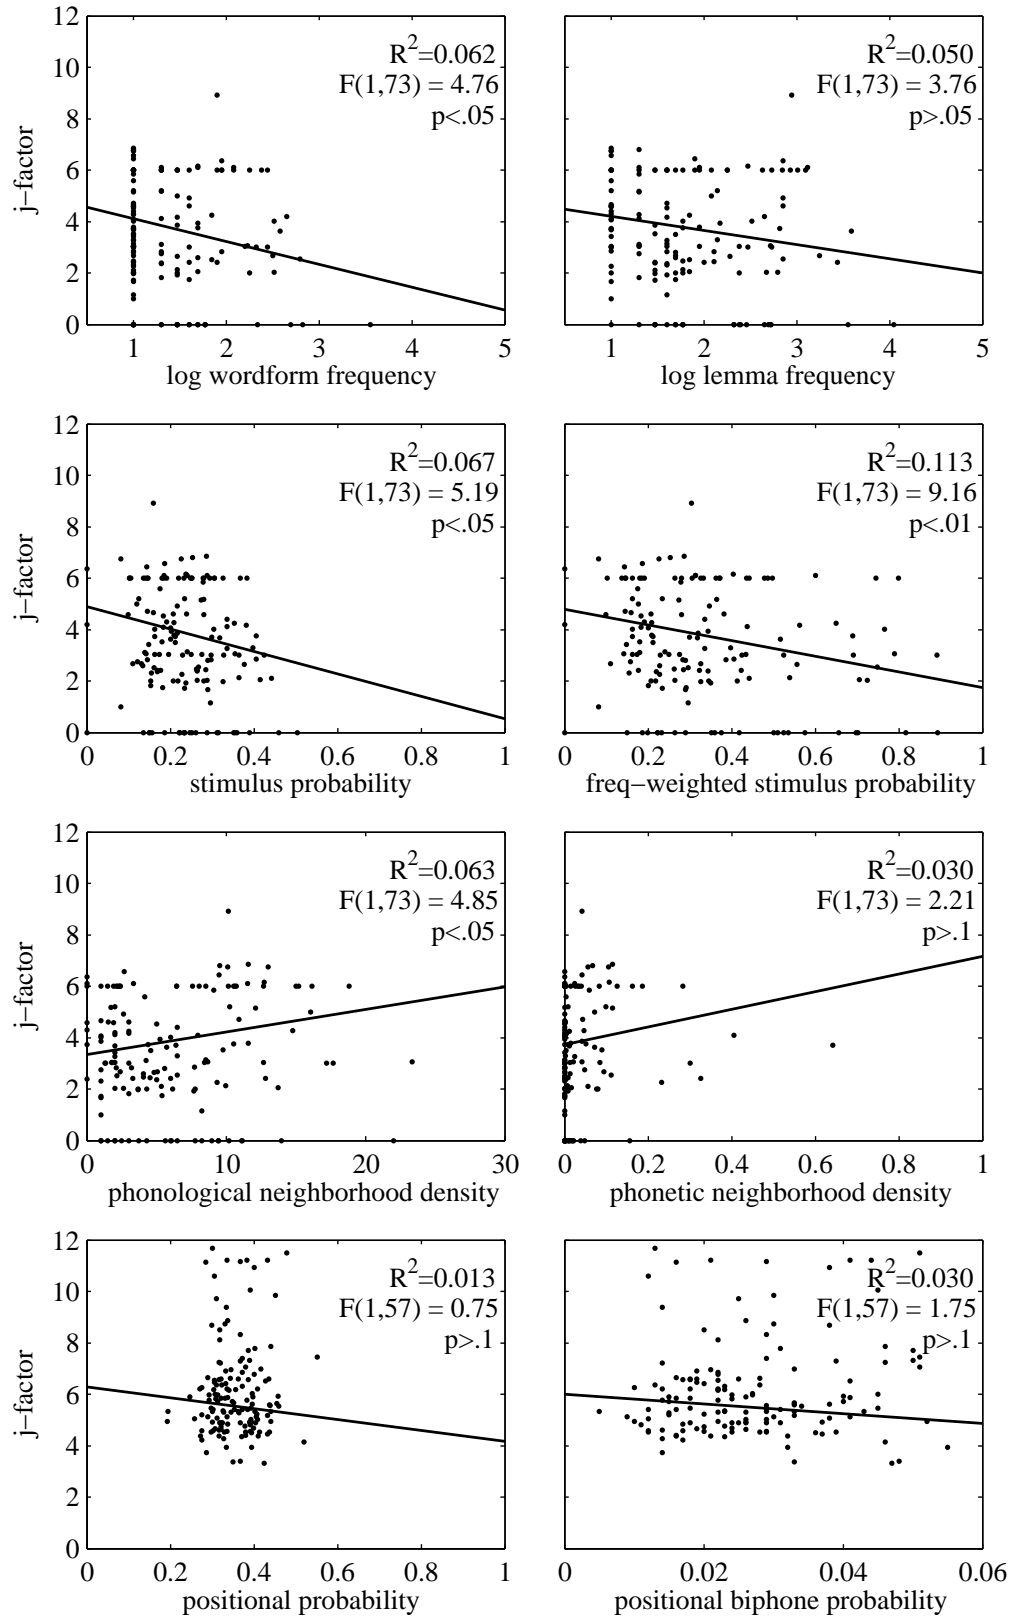 12
10
8
6
4
2
0
j−factor
R²=0.062
F(1,73) = 4.76
p<.05
1 2 3 4 5
log wordform frequency
R²=0.050
F(1,73) = 3.76
p>.05
1 2 3 4 5
log lemma frequency
12
10
8
6
4
2
0
j−factor
R²=0.067
F(1,73) = 5.19
p<.05
0 0.2 0.4 0.6 0.8 1
stimulus probability
R²=0.113
F(1,73) = 9.16
p<.01
0 0.2 0.4 0.6 0.8 1
freq−weighted stimulus probability
12
10
8
6
4
2
0
j−factor
R²=0.063
F(1,73) = 4.85
p<.05
0 10 20 30
phonological neighborhood density
R²=0.030
F(1,73) = 2.21
p>.1
0 0.2 0.4 0.6 0.8 1
phonetic neighborhood density
12
10
8
6
4
2
0
j−factor
R²=0.013
F(1,57) = 0.75
p>.1
0 0.2 0.4 0.6 0.8 1
positional probability
R²=0.030
F(1,57) = 1.75
p>.1
0 0.02 0.04 0.06
positional biphone probability